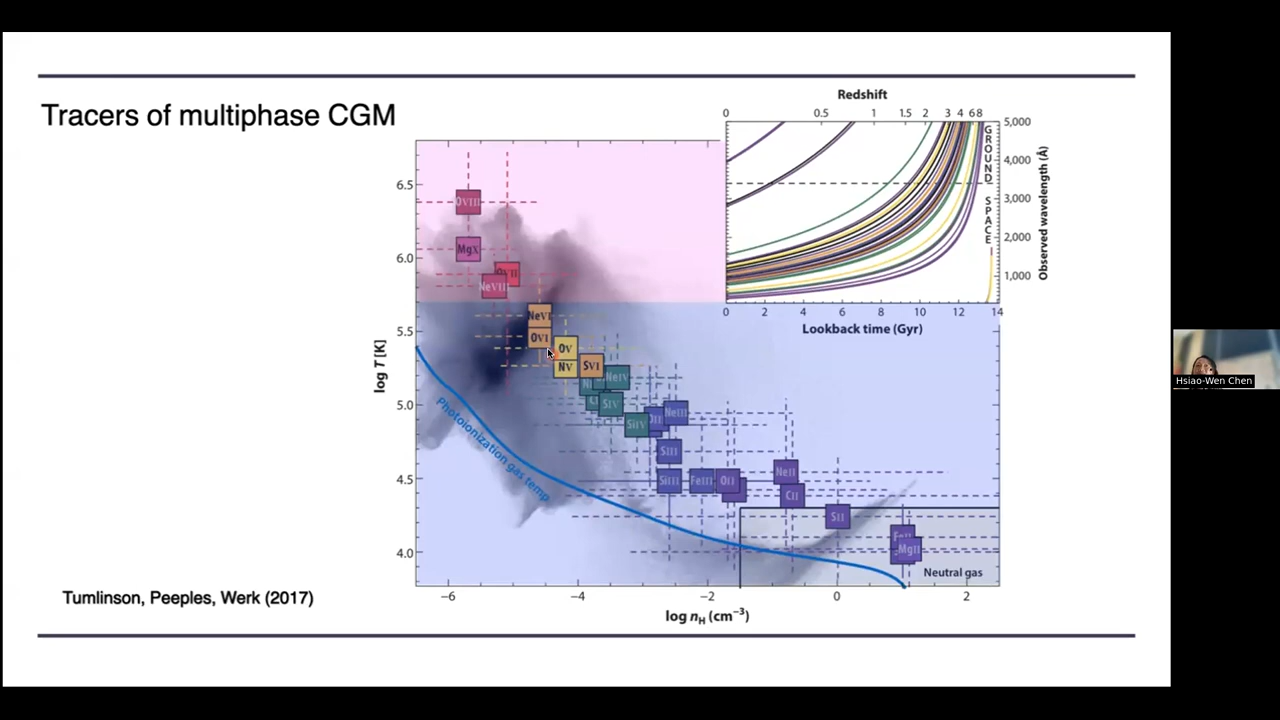 Tracers of multiphase CGM
Redshift
0 0.5 1 1.5 2 3 4 6 8
5,000
4,000
3,000
2,000
1,000
Observed wavelength (Å)
GROUND
SPACE
0 2 4 6 8 10 12 14
Lookback time (Gyr)
6.5
6.0
5.5
5.0
4.5
4.0
log T [K]
OVIII
MgX
OVII
NeVIII
NeVI
OVI
OV
NV
SVI
NeIV
SIV
SiIV
NeIII
SIII
SiIII
FeIII
OII
NeII
CII
SII
MgII
Photoionization gas temp
Neutral gas
−6 −4 −2 0 2
log nH (cm−3)
Tumlinson, Peeples, Werk (2017)
Hsiao-Wen Chen